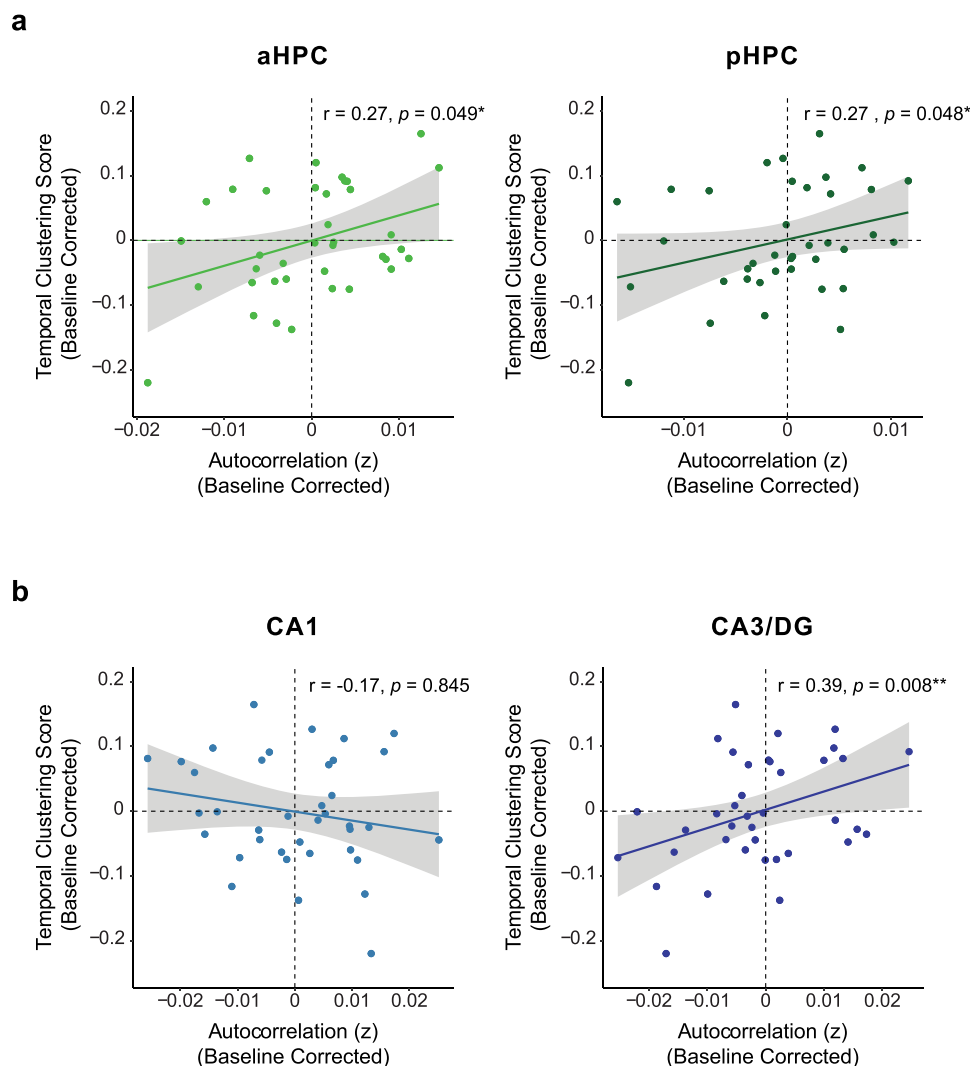 a
aHPC
r = 0.27, p = 0.049*
0.2
0.1
0
−0.1
−0.2
Temporal Clustering Score
(Baseline Corrected)
−0.02
−0.01
0
0.01
Autocorrelation (z)
(Baseline Corrected)
pHPC
r = 0.27 , p = 0.048*
0.2
0.1
0
−0.1
−0.2
Temporal Clustering Score
(Baseline Corrected)
−0.01
0
0.01
Autocorrelation (z)
(Baseline Corrected)
b
CA1
r = -0.17, p = 0.845
0.2
0.1
0
−0.1
−0.2
Temporal Clustering Score
(Baseline Corrected)
−0.02
−0.01
0
0.01
0.02
Autocorrelation (z)
(Baseline Corrected)
CA3/DG
r = 0.39, p = 0.008**
0.2
0.1
0
−0.1
−0.2
Temporal Clustering Score
(Baseline Corrected)
−0.02
−0.01
0
0.01
0.02
Autocorrelation (z)
(Baseline Corrected)